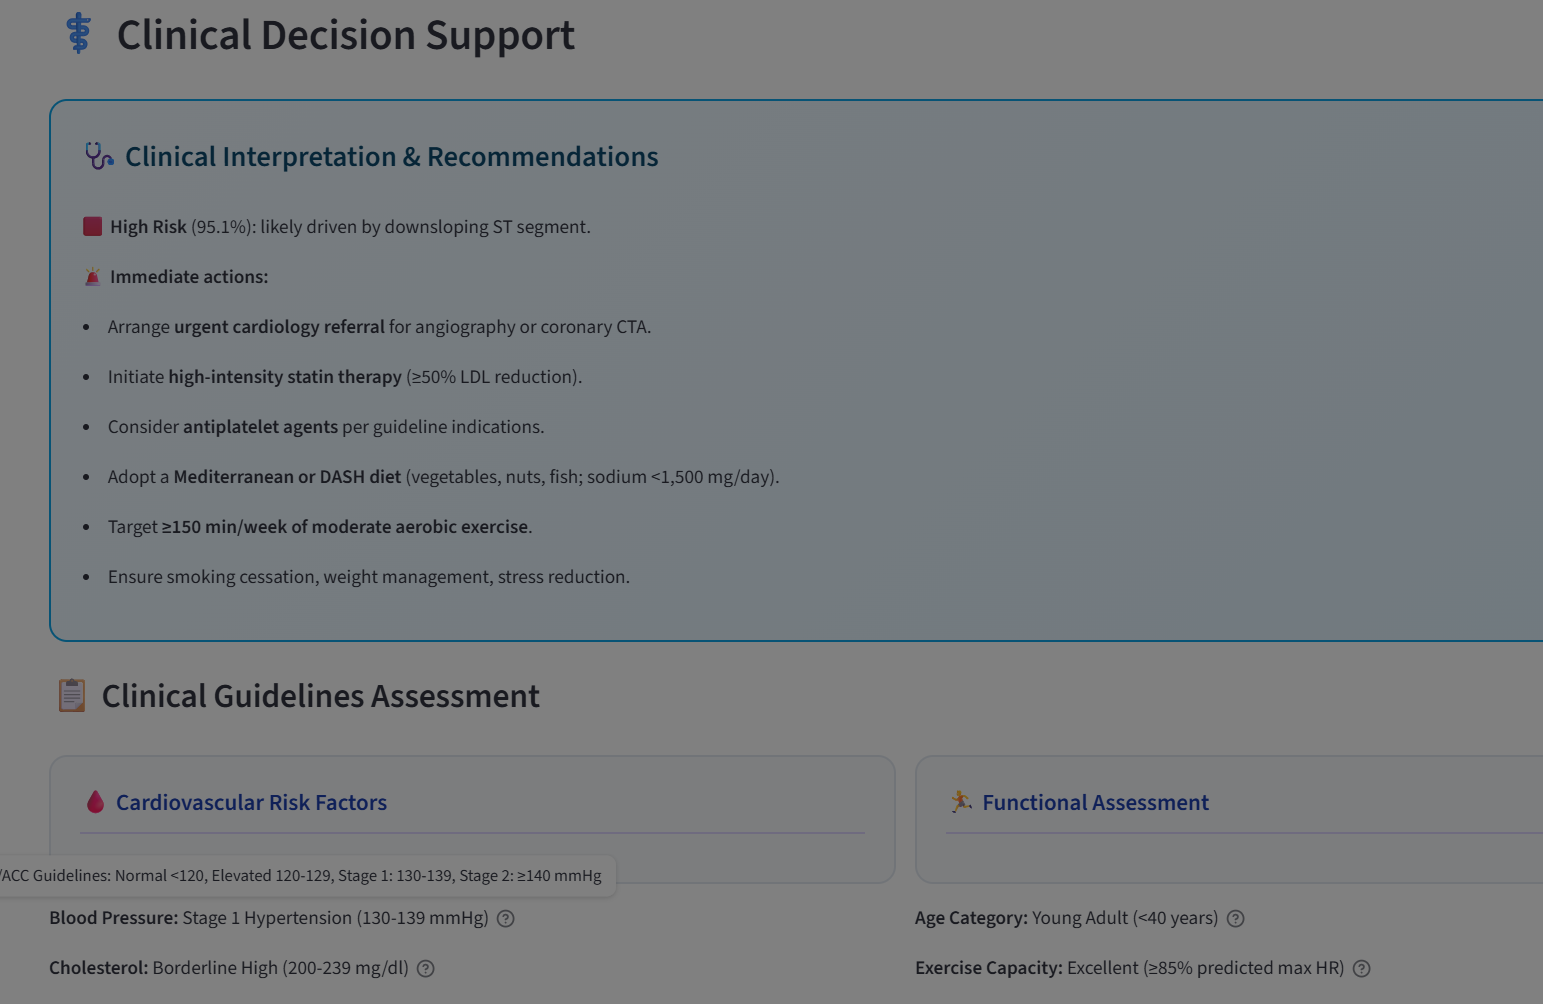 Clinical Decision Support
Clinical Interpretation & Recommendations
High Risk (95.1%): likely driven by downsloping ST segment.
Immediate actions:
• Arrange urgent cardiology referral for angiography or coronary CTA.
• Initiate high-intensity statin therapy (≥50% LDL reduction).
• Consider antiplatelet agents per guideline indications.
• Adopt a Mediterranean or DASH diet (vegetables, nuts, fish; sodium <1,500 mg/day).
• Target ≥150 min/week of moderate aerobic exercise.
• Ensure smoking cessation, weight management, stress reduction.
Clinical Guidelines Assessment
Cardiovascular Risk Factors
/ACC Guidelines: Normal <120, Elevated 120-129, Stage 1: 130-139, Stage 2: ≥140 mmHg
Blood Pressure: Stage 1 Hypertension (130-139 mmHg)
Cholesterol: Borderline High (200-239 mg/dl)
Functional Assessment
Age Category: Young Adult (<40 years)
Exercise Capacity: Excellent (≥85% predicted max HR)